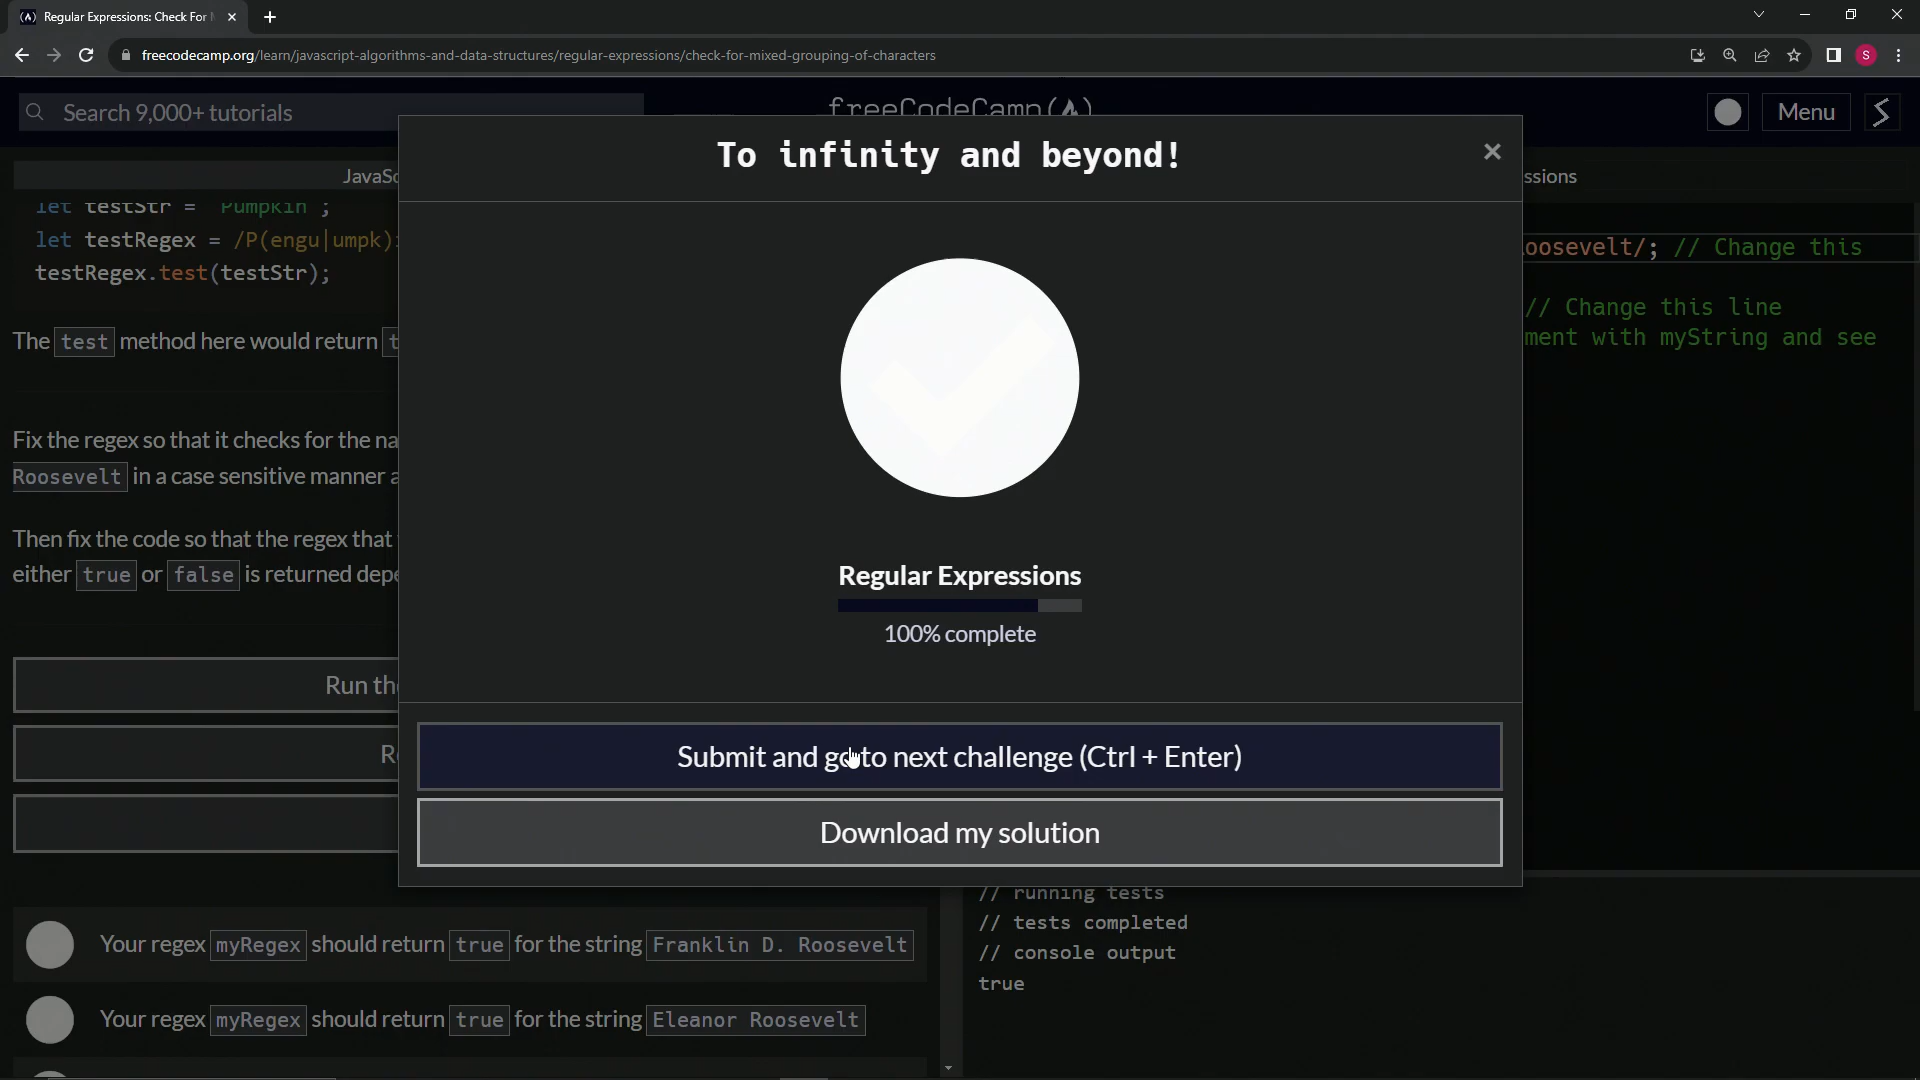 Regular Expressions: Check For
freecodecamp.org/learn/javascript-algorithms-and-data-structures/regular-expressions/check-for-mixed-grouping-of-characters
S
Search 9,000+ tutorials
freeCodeCamp
Menu
To infinity and beyond!
ssions
let testStr = "Pumpkin";
let testRegex = /P(engu|umpk)
testRegex.test(testStr);
oosevelt/; // Change this
// Change this line
ment with myString and see
The test method here would return t
Fix the regex so that it checks for the na
Roosevelt in a case sensitive manner a
Then fix the code so that the regex that
either true or false is returned depe
Regular Expressions
100% complete
Run the
Submit and go to next challenge (Ctrl + Enter)
Download my solution
// running tests
// tests completed
// console output
true
Your regex myRegex should return true for the string Franklin D. Roosevelt
Your regex myRegex should return true for the string Eleanor Roosevelt